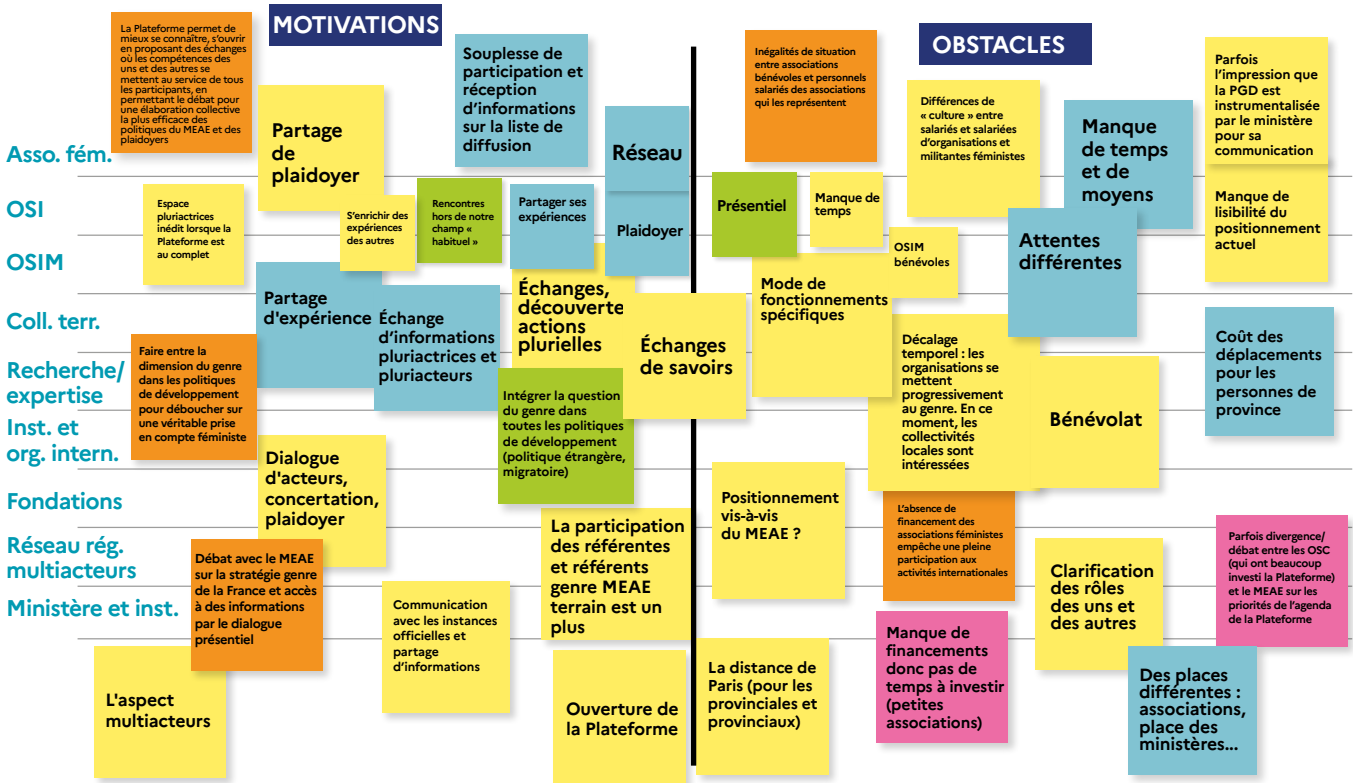 MOTIVATIONS
La Plateforme permet de
mieux se connaître, s'ouvrir
en proposant des échanges
où les compétences des
uns et des autres se
mettent au service de tous
les participants, en
permettant le débat pour
une élaboration collective
la plus efficace des
politiques du MEAE et des
plaidoyers
Partage
de
plaidoyer
Souplesse de
participation et
réception
d'informations
sur la liste de
diffusion
Réseau
Asso. fém.
OSI
OSIM
Coll. terr.
Recherche/
expertise
Inst. et
org. intern.
Fondations
Réseau rég.
multiacteurs
Ministère et inst.
Espace
pluriactrices
inédit lorsque la
Plateforme est
au complet
S'enrichir des
expériences
des autres
Rencontres
hors de notre
champ «
habituel »
Partager ses
expériences
Plaidoyer
Partage
d'expérience
Échange
d'informations
pluriactrices et
pluriacteurs
Échanges,
découverte
actions
plurielles
Échanges
de savoirs
Faire entre la
dimension du genre
dans les politiques
de développement
pour déboucher sur
une véritable prise
en compte féministe
Intégrer la question
du genre dans
toutes les politiques
de développement
(politique étrangère,
migratoire)
Dialogue
d'acteurs,
concertation,
plaidoyer
Débat avec le MEAE
sur la stratégie genre
de la France et accès
à des informations
par le dialogue
présentiel
La participation
des référentes
et référents
genre MEAE
terrain est un
plus
Communication
avec les instances
officielles et
partage
d'informations
L'aspect
multiacteurs
Ouverture de
la Plateforme
OBSTACLES
Inégalités de situation
entre associations
bénévoles et personnels
salariés des associations
qui les représentent
Différences de
« culture » entre
salariés et salariées
d'organisations et
militantes féministes
Manque
de temps
et de
moyens
Parfois
l'impression que
la PGD est
instrumentalisée
par le ministère
pour sa
communication
Présentiel
Manque de
temps
Manque de
lisibilité du
positionnement
actuel
OSIM
bénévoles
Attentes
différentes
Mode de
fonctionnements
spécifiques
Décalage
temporel : les
organisations se
mettent
progressivement
au genre. En ce
moment, les
collectivités
locales sont
intéressées
Bénévolat
Coût des
déplacements
pour les
personnes de
province
Positionnement
vis-à-vis
du MEAE ?
L'absence de
financement des
associations féministes
empêche une pleine
participation aux
activités internationales
Clarification
des rôles
des uns et
des autres
Parfois divergence/
débat entre les OSC
(qui ont beaucoup
investi la Plateforme)
et le MEAE sur les
priorités de l'agenda
de la Plateforme
La distance de
Paris (pour les
provinciales et
provinciaux)
Manque de
financements
donc pas de
temps à investir
(petites
associations)
Des places
différentes :
associations,
place des
ministères...